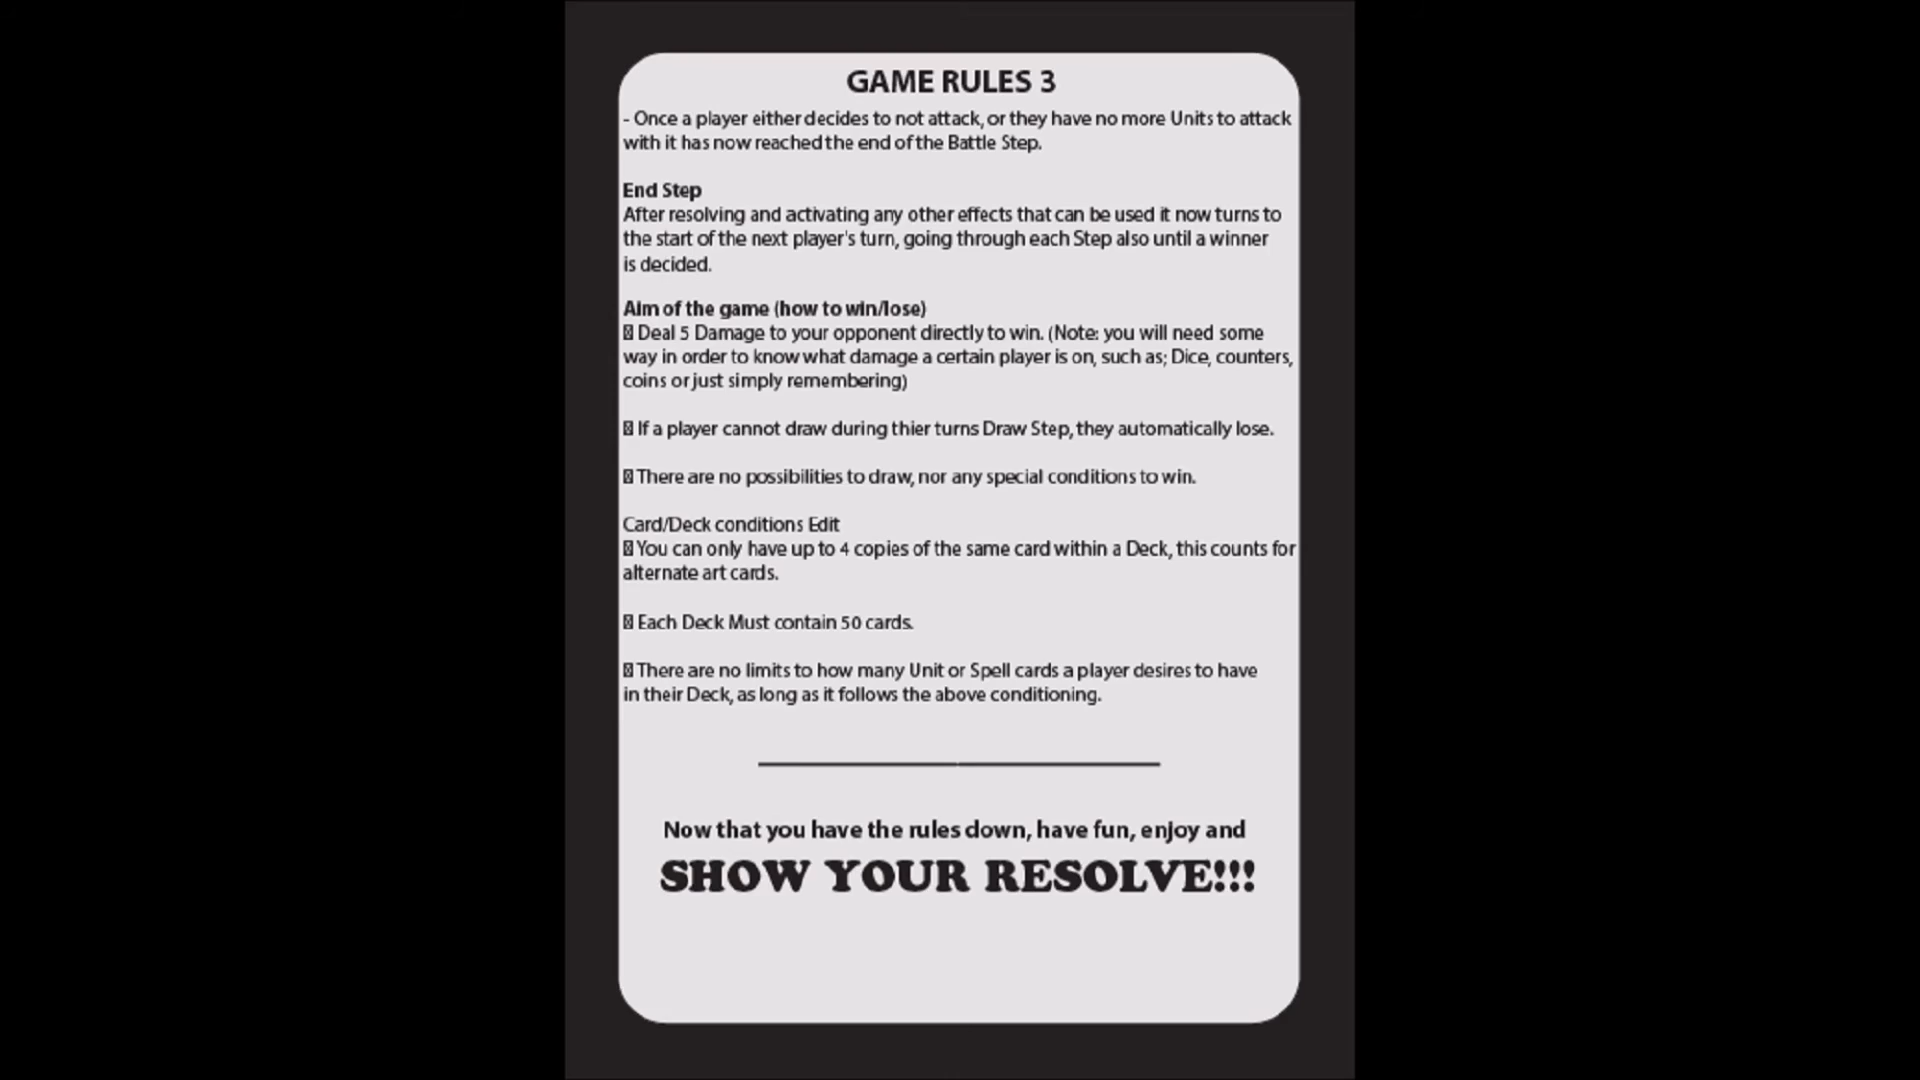 GAME RULES 3
- Once a player either decides to not attack, or they have no more Units to attack
with it has now reached the end of the Battle Step.
End Step
After resolving and activating any other effects that can be used it now turns to
the start of the next player's turn, going through each Step also until a winner
is decided.
Aim of the game (how to win/lose)
Deal 5 Damage to your opponent directly to win. (Note: you will need some
way in order to know what damage a certain player is on, such as; Dice, counters,
coins or just simply remembering)
If a player cannot draw during thier turns Draw Step, they automatically lose.
There are no possibilities to draw, nor any special conditions to win.
Card/Deck conditions Edit
You can only have up to 4 copies of the same card within a Deck, this counts for
alternate art cards.
Each Deck Must contain 50 cards.
There are no limits to how many Unit or Spell cards a player desires to have
in their Deck, as long as it follows the above conditioning.
Now that you have the rules down, have fun, enjoy and
SHOW YOUR RESOLVE!!!